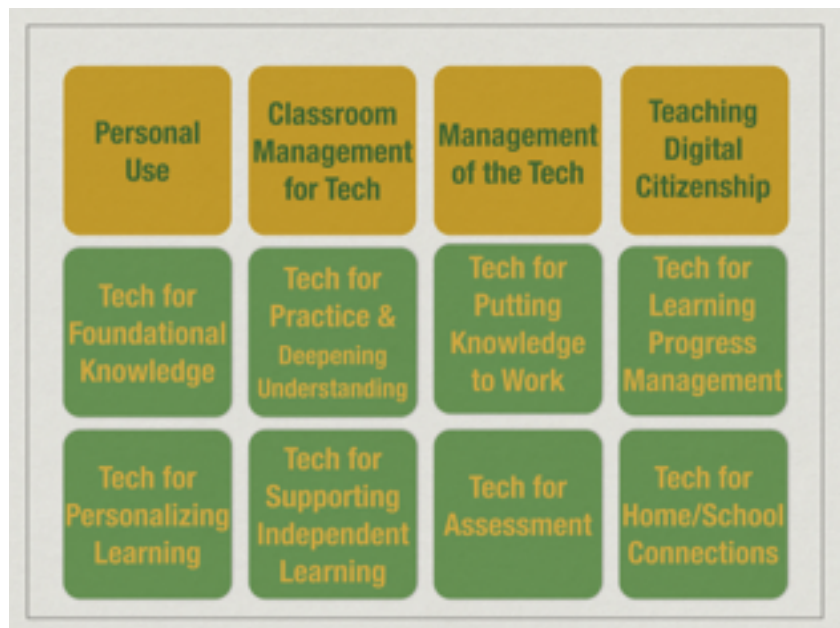 Personal
Use
Classroom
Management
for Tech
Management
of the Tech
Teaching
Digital
Citizenship
Tech for
Foundational
Knowledge
Tech for
Practice &
Deepening
Understanding
Tech for
Putting
Knowledge
to Work
Tech for
Learning
Progress
Management
Tech for
Personalizing
Learning
Tech for
Supporting
Independent
Learning
Tech for
Assessment
Tech for
Home/School
Connections